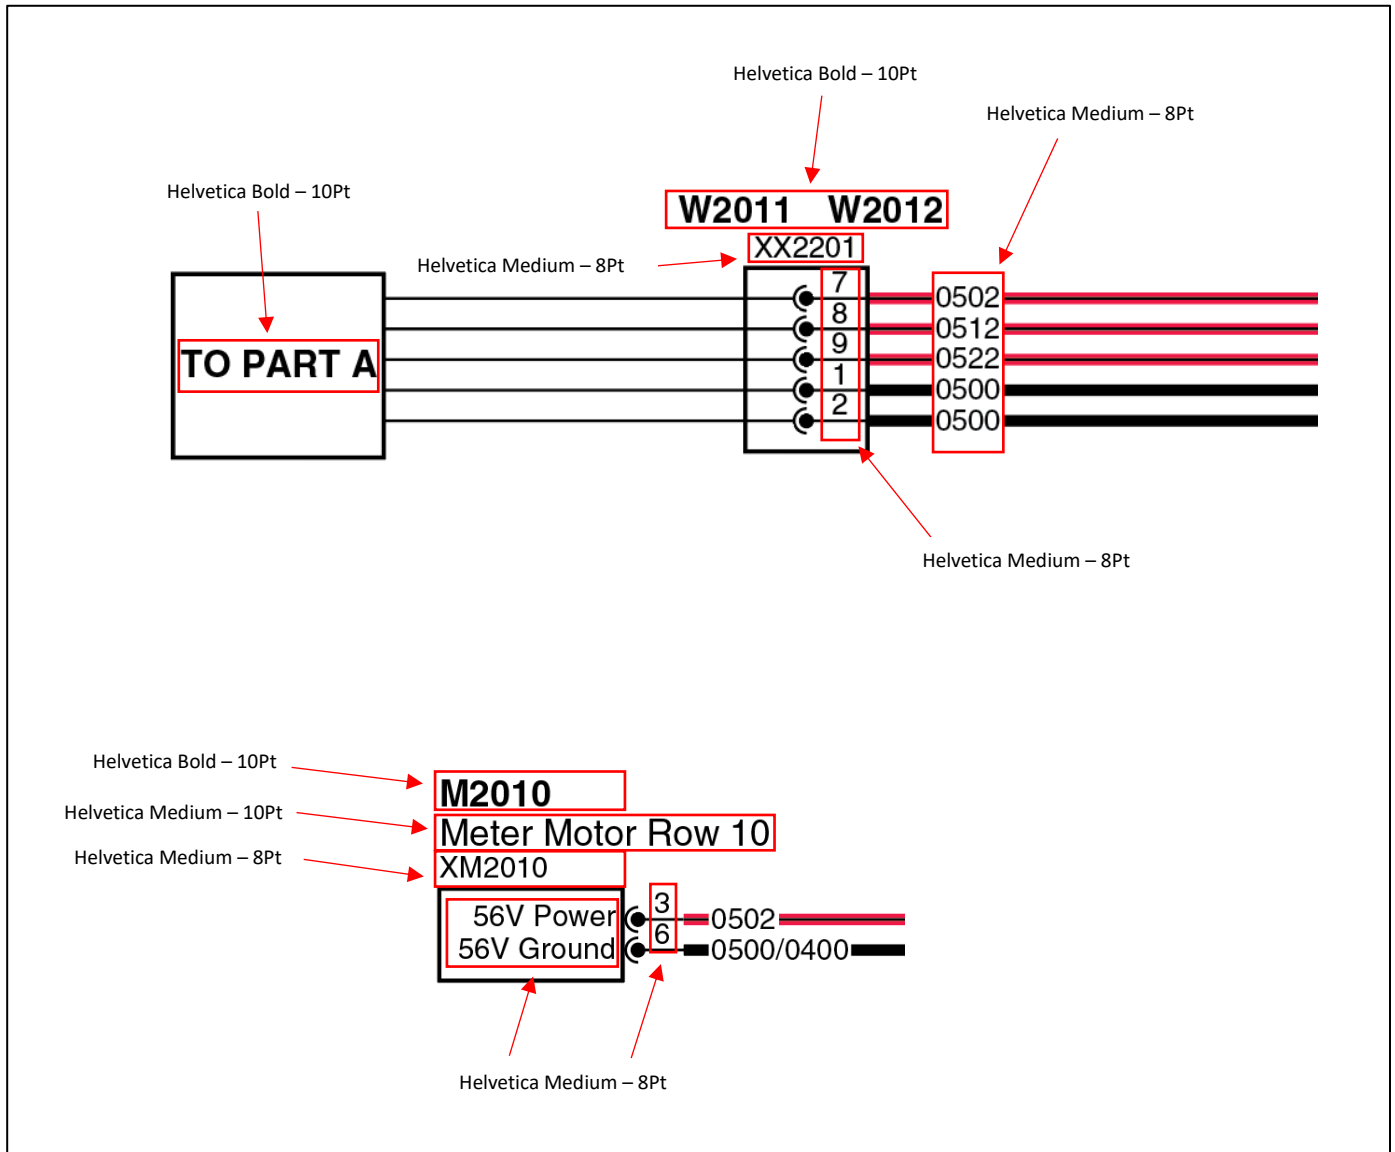 Helvetica Bold – 10Pt
Helvetica Medium – 8Pt
Helvetica Bold – 10Pt
W2011 W2012
XX2201
Helvetica Medium – 8Pt
7
0502
8
0512
TO PART A
9
0522
1
0500
2
0500
Helvetica Medium – 8Pt
Helvetica Bold – 10Pt
M2010
Helvetica Medium – 10Pt
Meter Motor Row 10
Helvetica Medium – 8Pt
XM2010
56V Power 3 0502
56V Ground 6 0500/0400
Helvetica Medium – 8Pt